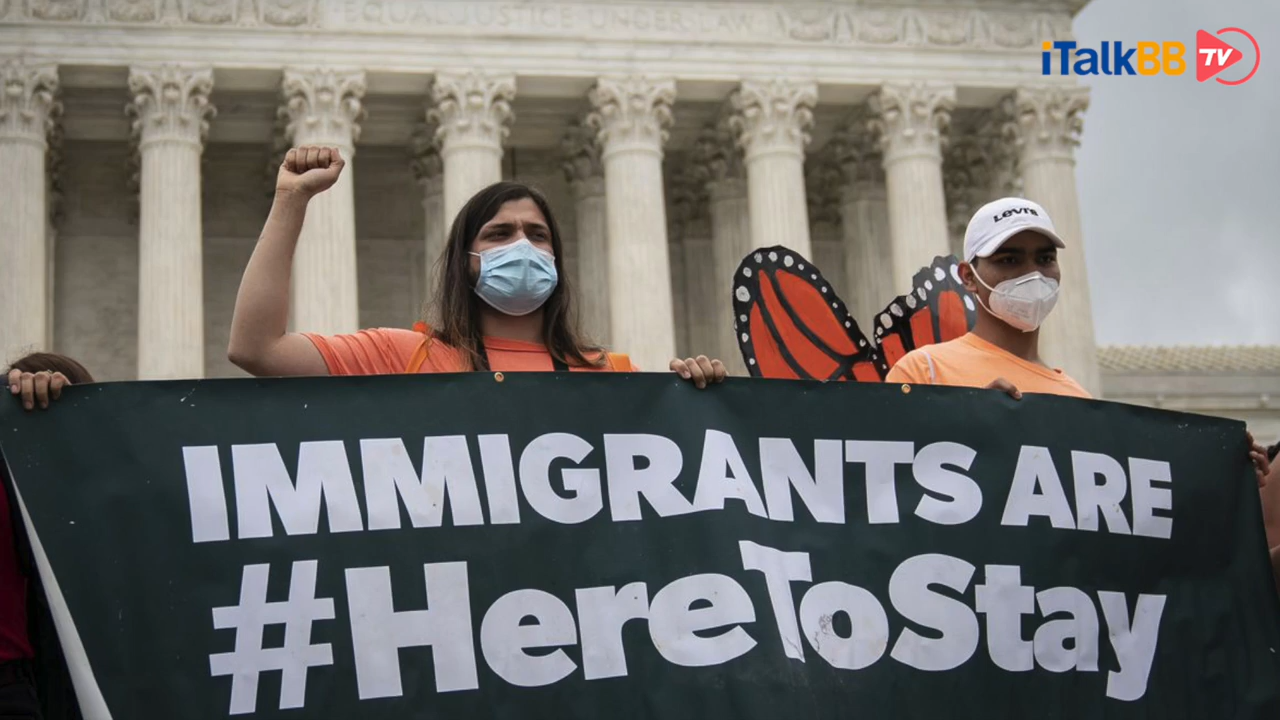 EQUAL JUSTICE UNDER LAW
iTalkBB TV
Levi's
IMMIGRANTS ARE
#HereToStay